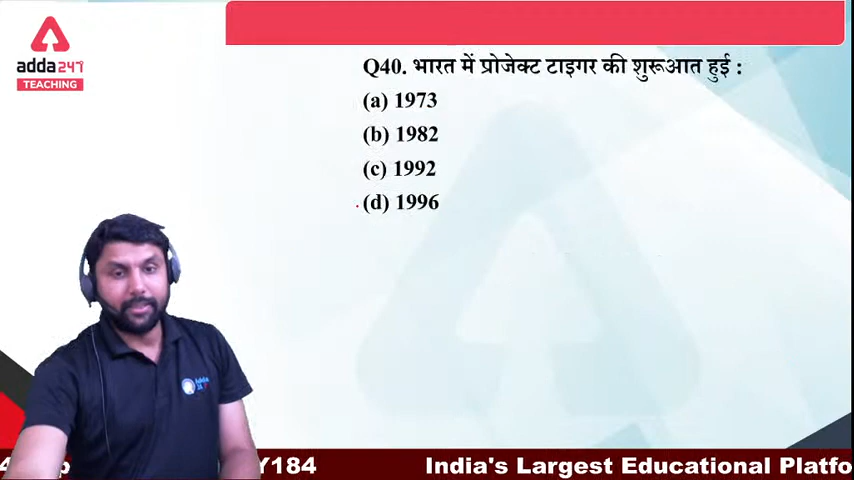 adda247
TEACHING
Q40. भारत में प्रोजेक्ट टाइगर की शुरूआत हुई :
(a) 1973
(b) 1982
(c) 1992
(d) 1996
Y184 India's Largest Educational Platfo